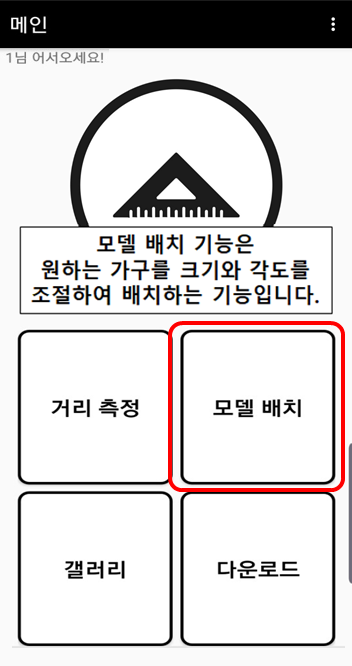 메인
1님 어서오세요!
모델 배치 기능은
원하는 가구를 크기와 각도를
조절하여 배치하는 기능입니다.
거리 측정
모델 배치
갤러리
다운로드